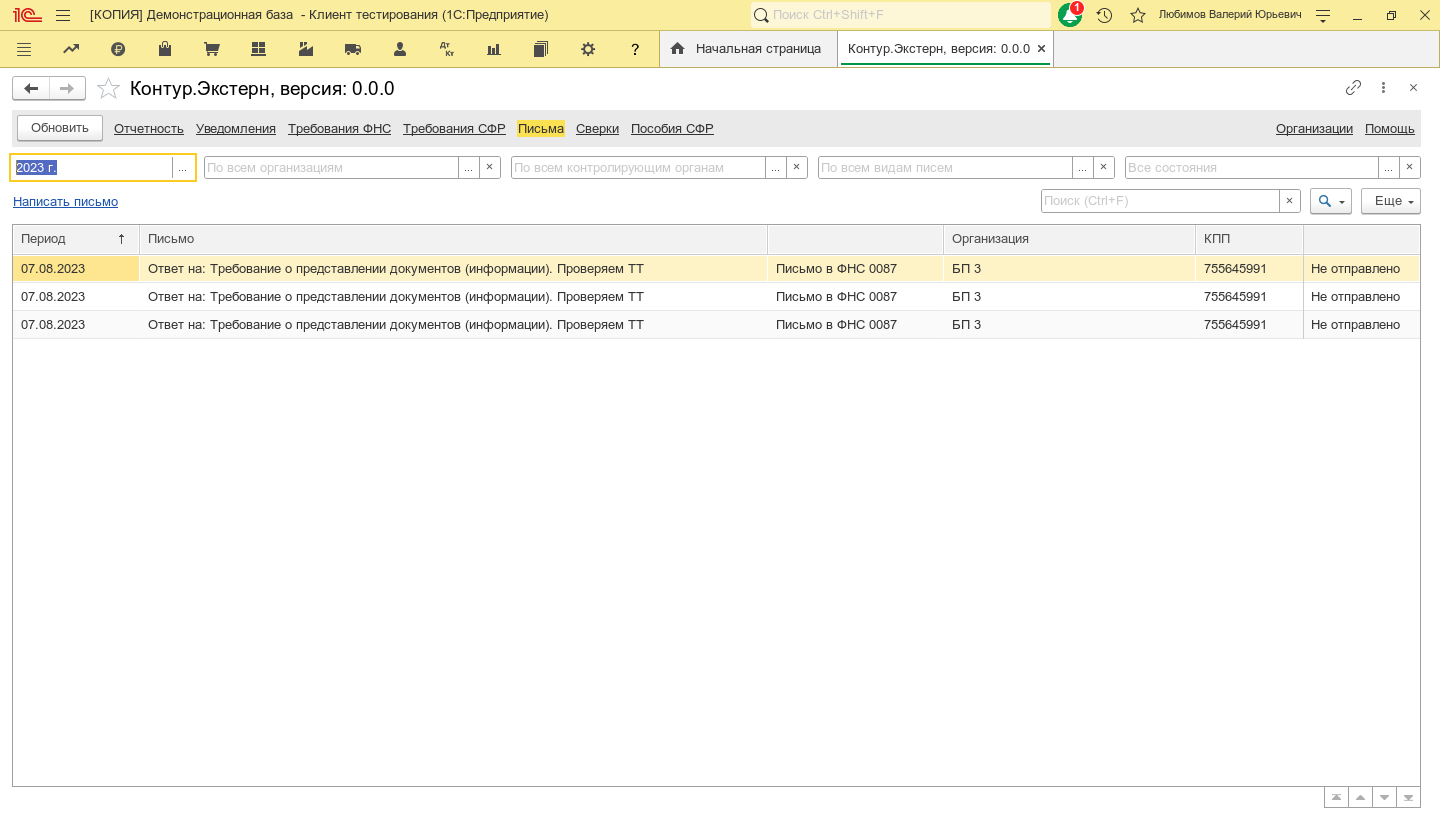 [КОПИЯ] Демонстрационная база - Клиент тестирования (1С:Предприятие) Поиск Ctrl+Shift+F 1 Любимов Валерий Юрьевич
₽ Дт Кт ? Начальная страница Контур.Экстерн, версия: 0.0.0 ×
Контур.Экстерн, версия: 0.0.0
Обновить Отчетность Уведомления Требования ФНС Требования СФР Письма Сверки Пособия СФР Организации Помощь
2023 г. ... По всем организациям ... × По всем контролирующим органам ... × По всем видам писем ... × Все состояния ... ×
Написать письмо Поиск (Ctrl+F) × Еще
Период ↑ Письмо Организация КПП
07.08.2023 Ответ на: Требование о представлении документов (информации). Проверяем ТТ Письмо в ФНС 0087 БП 3 755645991 Не отправлено
07.08.2023 Ответ на: Требование о представлении документов (информации). Проверяем ТТ Письмо в ФНС 0087 БП 3 755645991 Не отправлено
07.08.2023 Ответ на: Требование о представлении документов (информации). Проверяем ТТ Письмо в ФНС 0087 БП 3 755645991 Не отправлено